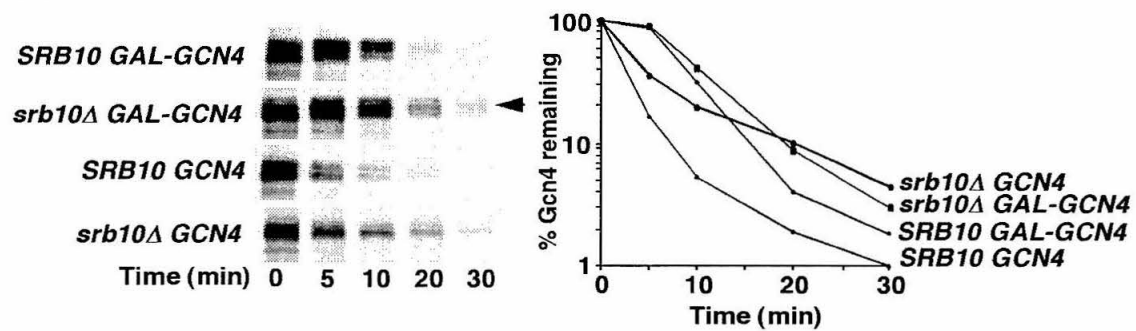 SRB10 GAL-GCN4
srb10Δ GAL-GCN4
SRB10 GCN4
srb10Δ GCN4
Time (min) 0 5 10 20 30
% Gcn4 remaining
100
10
1
0 10 20 30
Time (min)
srb10Δ GCN4
srb10Δ GAL-GCN4
SRB10 GAL-GCN4
SRB10 GCN4